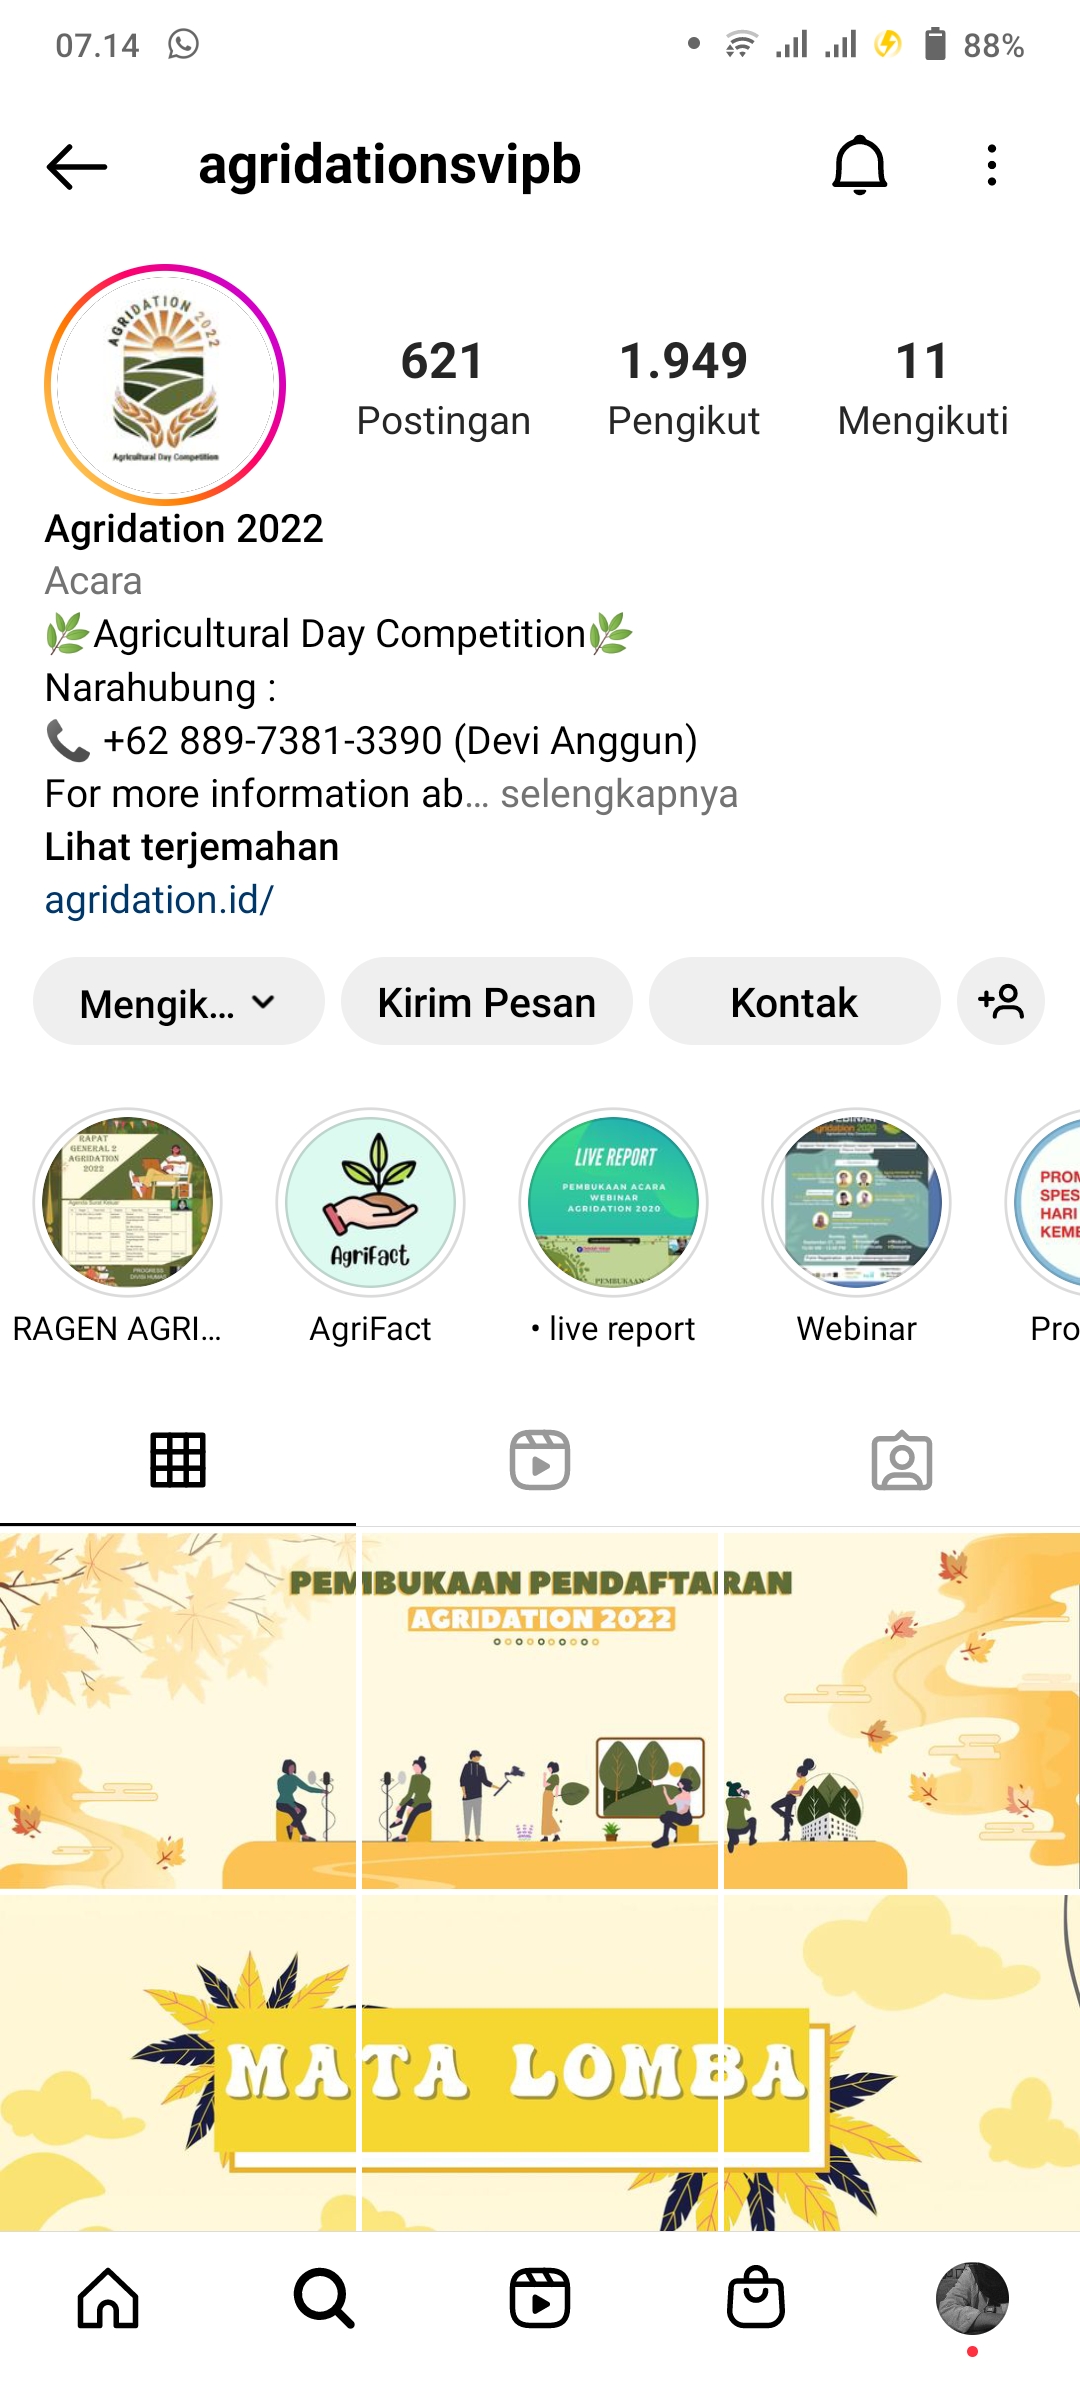 07.14
88%
agridationsvipb
AGRIDATION 2022
Agricultural Day Competition
621
Postingan
1.949
Pengikut
11
Mengikuti
Agridation 2022
Acara
🌿Agricultural Day Competition🌿
Narahubung :
📞 +62 889-7381-3390 (Devi Anggun)
For more information ab… selengkapnya
Lihat terjemahan
agridation.id/
Mengik...
Kirim Pesan
Kontak
RAPAT
GENERAL 2
AGRIDATION
2022
AgriFact
LIVE REPORT
PEMBUKAAN ACARA
WEBINAR
AGRIDATION 2020
PROM
SPES
HARI
KEME
RAGEN AGRI...
AgriFact
• live report
Webinar
Pro
PEMBUKAAN PENDAFTARAN
AGRIDATION 2022
MATA LOMBA